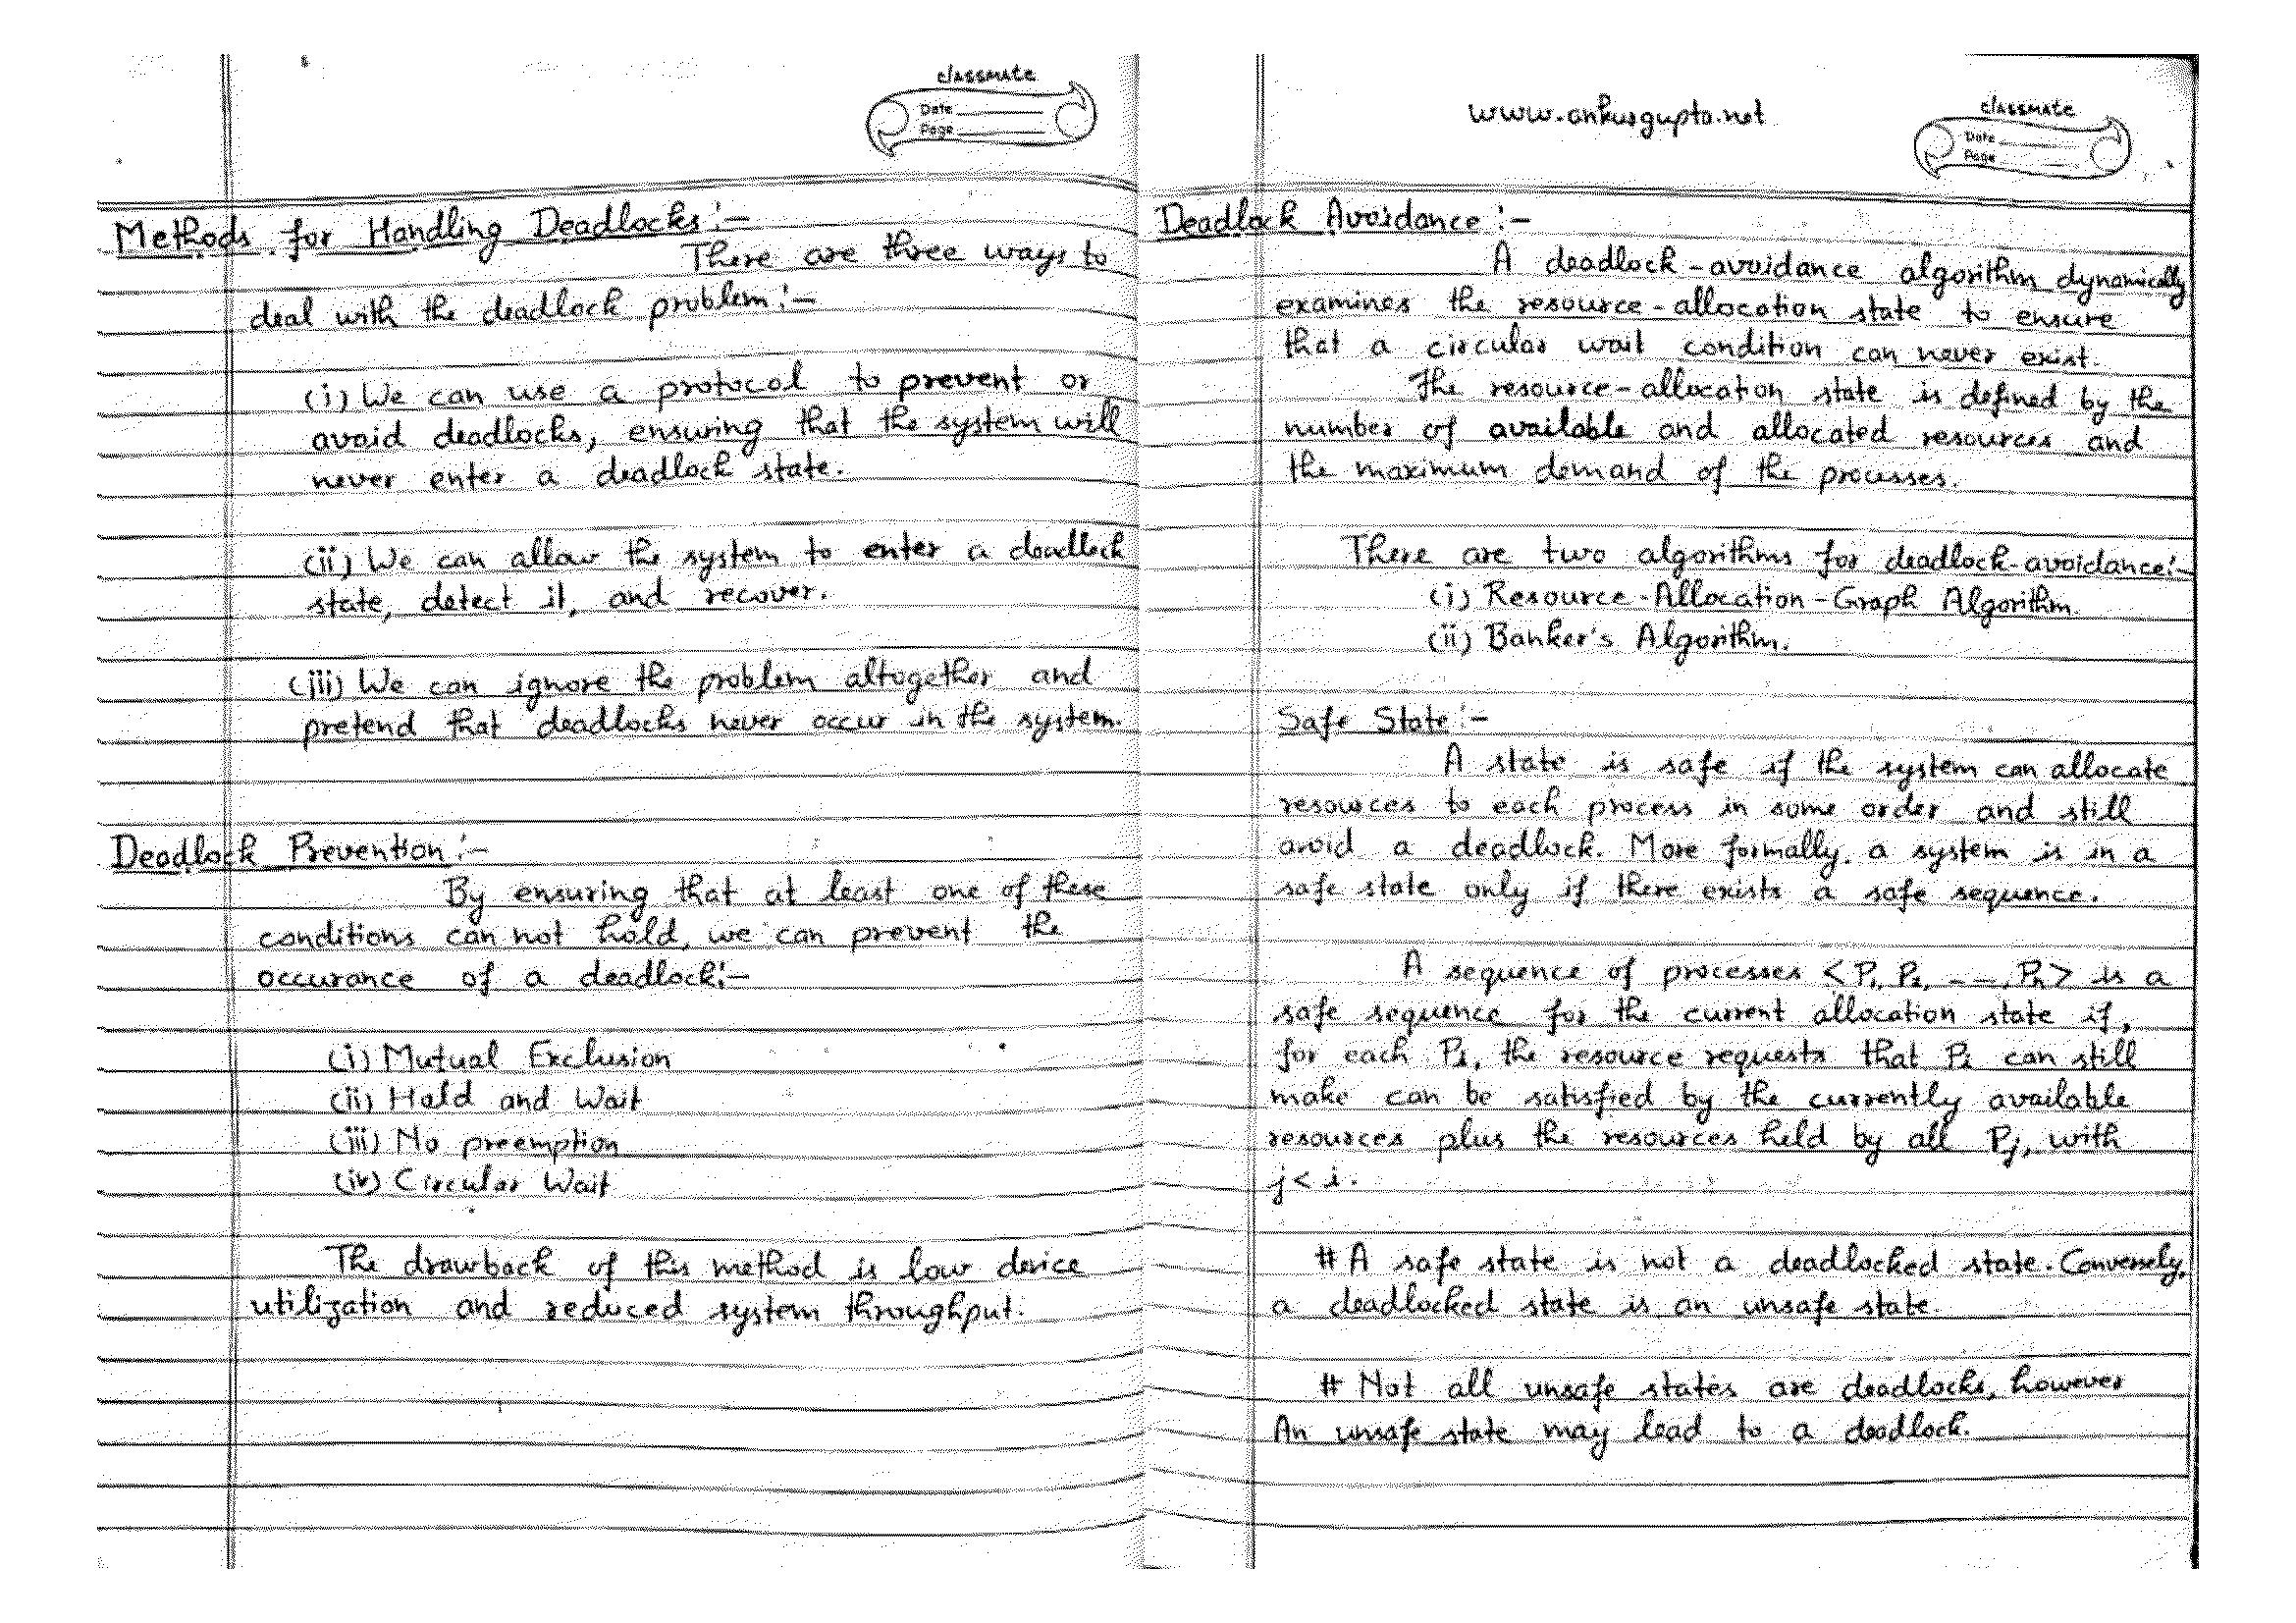 classmate
Date
Page
Methods for Handling Deadlocks:-
There are three ways to
deal with the deadlock problem:-
(i) We can use a protocol to prevent or
avoid deadlocks, ensuring that the system will
never enter a deadlock state.
(ii) We can allow the system to enter a deadlock
state, detect it, and recover.
(iii) We can ignore the problem altogether and
pretend that deadlocks never occur in the system.
Deadlock Prevention:-
By ensuring that at least one of these
conditions can not hold, we can prevent the
occurance of a deadlock:-
(i) Mutual Exclusion
(ii) Hold and Wait
(iii) No preemption
(iv) Circular Wait
The drawback of this method is low device
utilization and reduced system throughput.
www.ankurgupta.net
classmate
Date
Page
Deadlock Avoidance:-
A deadlock-avoidance algorithm dynamically
examines the resource-allocation state to ensure
that a circular wait condition can never exist.
The resource-allocation state is defined by the
number of available and allocated resources and
the maximum demand of the processes.
There are two algorithms for deadlock-avoidance:-
(i) Resource-Allocation-Graph Algorithm.
(ii) Banker's Algorithm.
Safe State:-
A state is safe if the system can allocate
resources to each process in some order and still
avoid a deadlock. More formally, a system is in a
safe state only if there exists a safe sequence.
A sequence of processes <P1, P2, ---, Pn> is a
safe sequence for the current allocation state if,
for each Pi, the resource requests that Pi can still
make can be satisfied by the currently available
resources plus the resources held by all Pj, with
j < i.
# A safe state is not a deadlocked state. Conversely,
a deadlocked state is an unsafe state.
# Not all unsafe states are deadlocks, however
An unsafe state may lead to a deadlock.